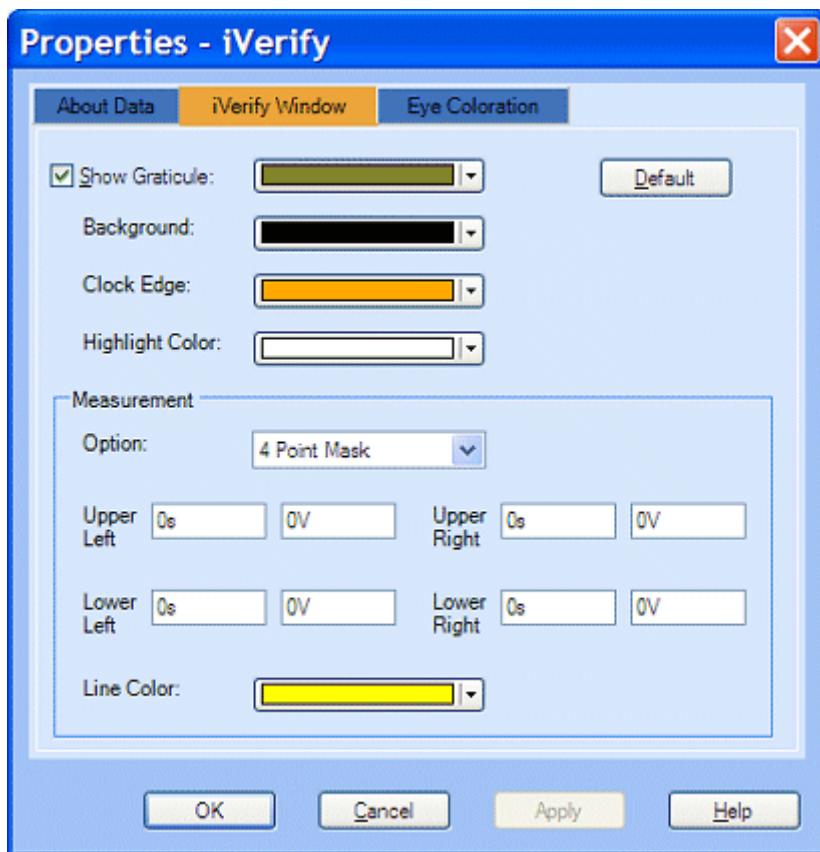 Properties - iVerify
About Data iVerify Window Eye Coloration
Show Graticule: Default
Background:
Clock Edge:
Highlight Color:
Measurement
Option: 4 Point Mask
Upper Left 0s 0V Upper Right 0s 0V
Lower Left 0s 0V Lower Right 0s 0V
Line Color:
OK Cancel Apply Help